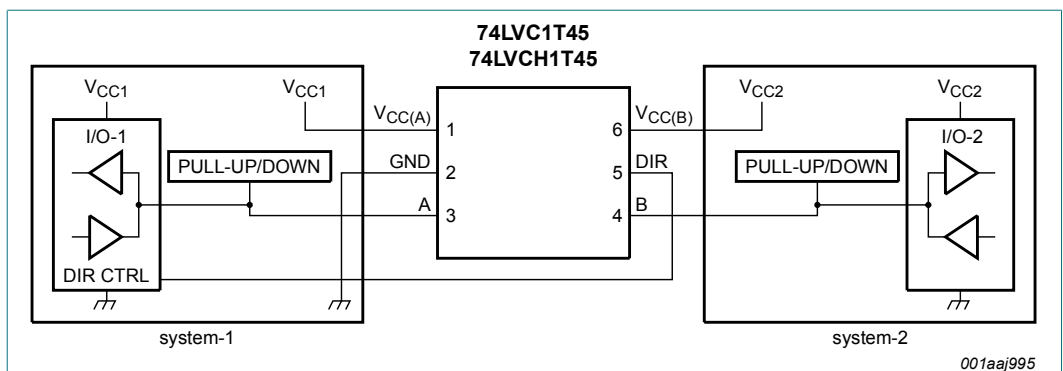 74LVC1T45
74LVCH1T45
VCC1
VCC1
VCC(A)
VCC(B)
VCC2
VCC2
I/O-1
1
6
I/O-2
PULL-UP/DOWN
GND
2
5
DIR
PULL-UP/DOWN
A
3
4
B
DIR CTRL
system-1
system-2
001aaj995